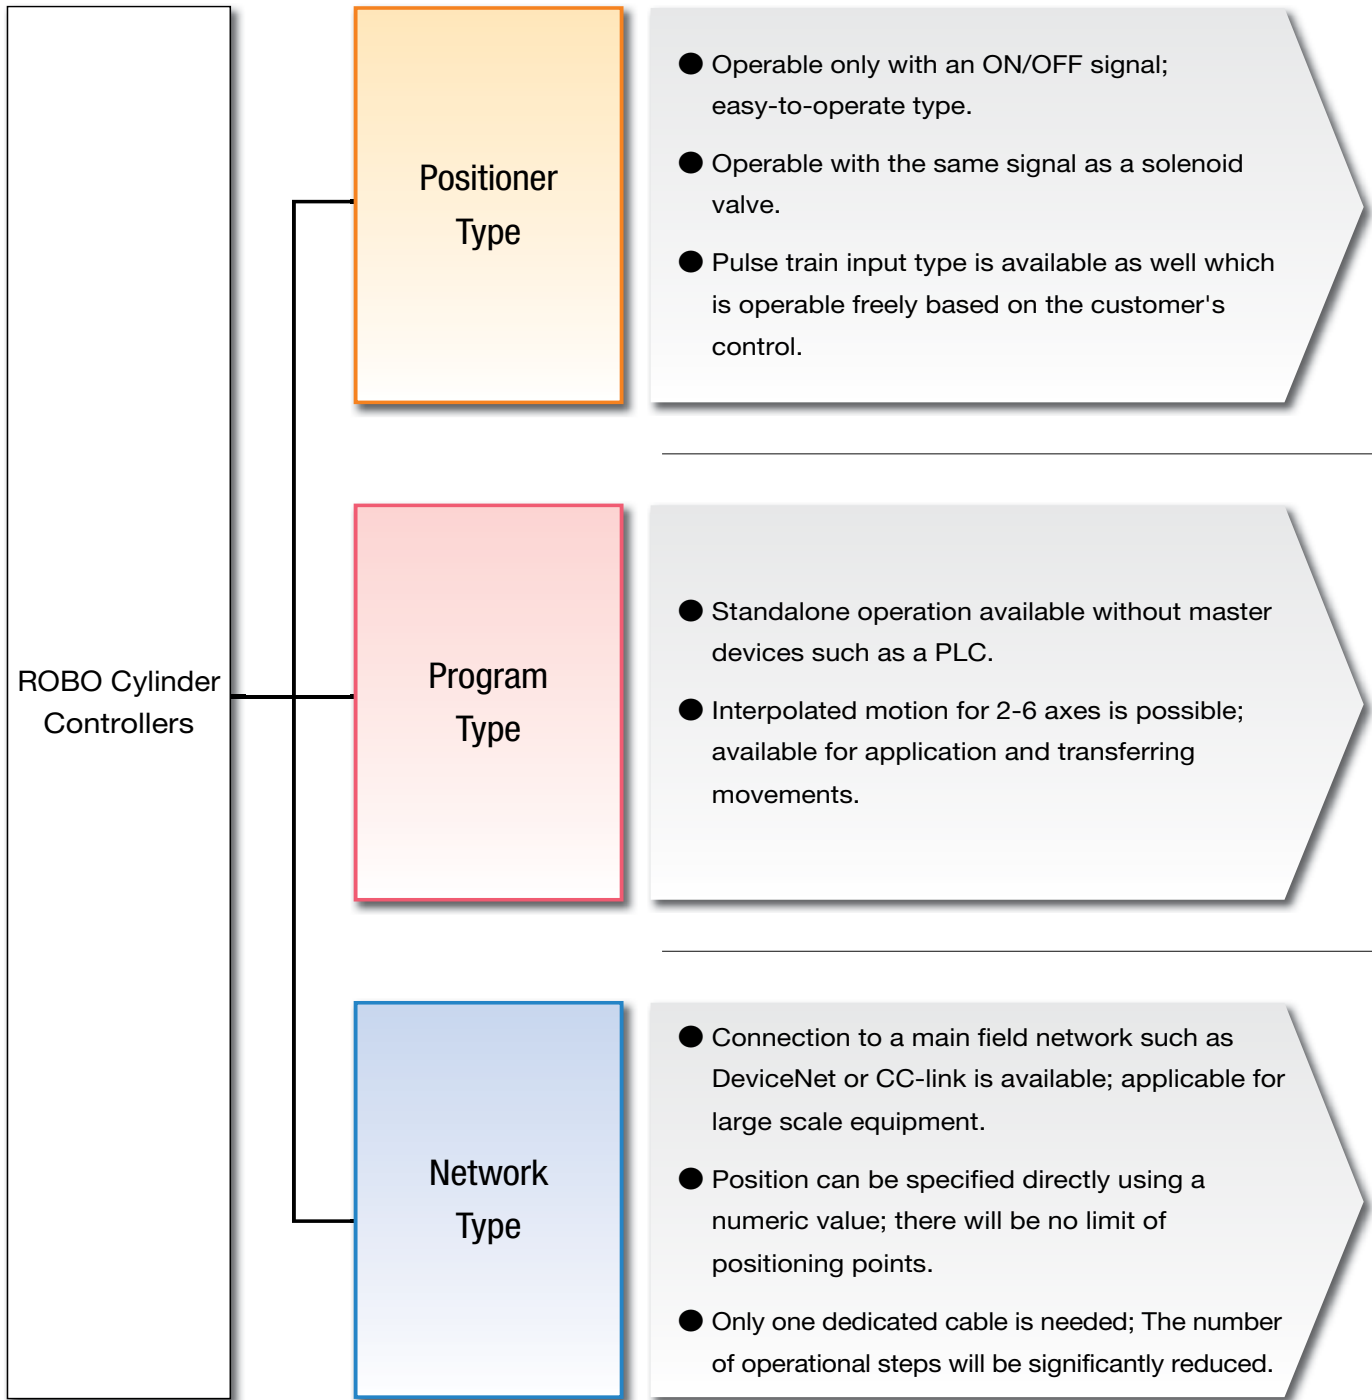 ROBO Cylinder
Controllers
Positioner
Type
● Operable only with an ON/OFF signal;
easy-to-operate type.
● Operable with the same signal as a solenoid
valve.
● Pulse train input type is available as well which
is operable freely based on the customer's
control.
Program
Type
● Standalone operation available without master
devices such as a PLC.
● Interpolated motion for 2-6 axes is possible;
available for application and transferring
movements.
Network
Type
● Connection to a main field network such as
DeviceNet or CC-link is available; applicable for
large scale equipment.
● Position can be specified directly using a
numeric value; there will be no limit of
positioning points.
● Only one dedicated cable is needed; The number
of operational steps will be significantly reduced.